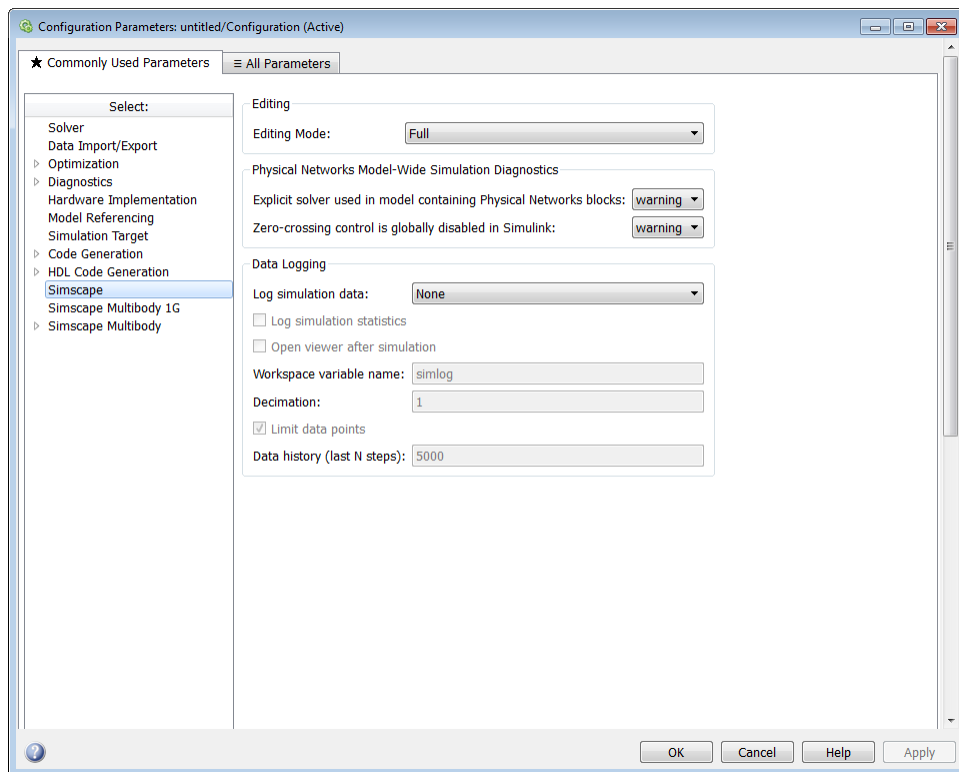 Configuration Parameters: untitled/Configuration (Active)
★ Commonly Used Parameters
≡ All Parameters
Select:
Solver
Data Import/Export
Optimization
Diagnostics
Hardware Implementation
Model Referencing
Simulation Target
Code Generation
HDL Code Generation
Simscape
Simscape Multibody 1G
Simscape Multibody
Editing
Editing Mode: Full
Physical Networks Model-Wide Simulation Diagnostics
Explicit solver used in model containing Physical Networks blocks: warning
Zero-crossing control is globally disabled in Simulink: warning
Data Logging
Log simulation data: None
Log simulation statistics
Open viewer after simulation
Workspace variable name: simlog
Decimation: 1
Limit data points
Data history (last N steps): 5000
?
OK
Cancel
Help
Apply